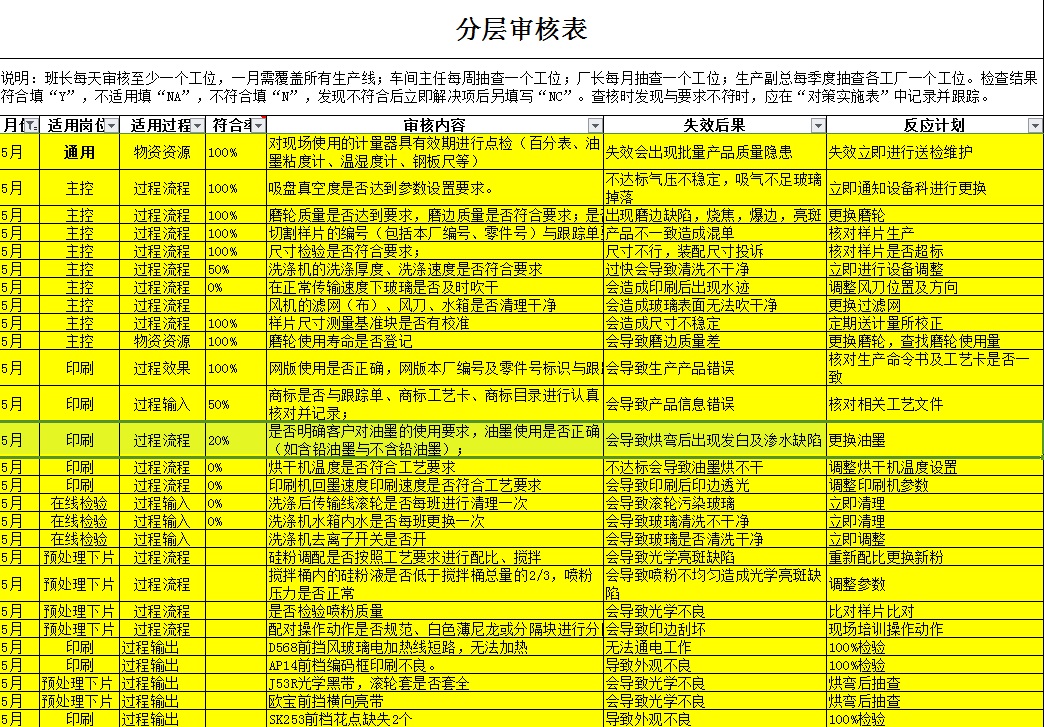 分层审核表
说明：班长每天审核至少一个工位，一月需覆盖所有生产线；车间主任每周抽查一个工位；厂长每月抽查一个工位；生产副总每季度抽查各工厂一个工位。检查结果
符合填“Y”，不适用填“NA”，不符合填“N”，发现不符合后立即解决项后另填写“NC”。查核时发现与要求不符时，应在“对策实施表”中记录并跟踪。
月份 适用岗位 适用过程 符合率 审核内容 失效后果 反应计划
5月 通用 物资资源 100% 对现场使用的计量器具有效期进行点检（百分表、油墨粘度计、温湿度计、钢板尺等） 失效会出现批量产品质量隐患 失效立即进行送检维护
5月 主控 过程流程 100% 吸盘真空度是否达到参数设置要求。 不达标气压不稳定，吸气不足玻璃掉落 立即通知设备科进行更换
5月 主控 过程流程 100% 磨轮质量是否达到要求，磨边质量是否符合要求；是 出现磨边缺陷，烧焦，爆边，亮斑 更换磨轮
5月 主控 过程流程 100% 切割样片的编号（包括本厂编号、零件号）与跟踪单 产品不一致造成混单 核对样片生产
5月 主控 过程流程 100% 尺寸检验是否符合要求； 尺寸不行，装配尺寸投诉 核对样片是否超标
5月 主控 过程流程 50% 洗涤机的洗涤厚度、洗涤速度是否符合要求 过快会导致清洗不干净 立即进行设备调整
5月 主控 过程流程 0% 在正常传输速度下玻璃是否及时吹干 会造成印刷后出现水迹 调整风刀位置及方向
5月 主控 过程流程 风机的滤网（布）、风刀、水箱是否清理干净 会造成玻璃表面无法吹干净 更换过滤网
5月 主控 过程流程 100% 样片尺寸测量基准块是否有校准 会造成尺寸不稳定 定期送计量所校正
5月 主控 物资资源 100% 磨轮使用寿命是否登记 会导致磨边质量差 更换磨轮，查找磨轮使用量
5月 印刷 过程效果 100% 网版使用是否正确，网版本厂编号及零件号标识与跟 会导致生产产品错误 核对生产命令书及工艺卡是否一致
5月 印刷 过程输入 50% 商标是否与跟踪单、商标工艺卡、商标目录进行认真核对并记录； 会导致产品信息错误 核对相关工艺文件
5月 印刷 过程流程 20% 是否明确客户对油墨的使用要求，油墨使用是否正确（如含铅油墨与不含铅油墨）； 会导致烘弯后出现发白及渗水缺陷 更换油墨
5月 印刷 过程流程 0% 烘干机温度是否符合工艺要求 不达标会导致油墨烘不干 调整烘干机温度设置
5月 印刷 过程流程 0% 印刷机回墨速度印刷速度是否符合工艺要求 会导致印刷后印边透光 调整印刷机参数
5月 在线检验 过程输入 0% 洗涤后传输线滚轮是否每班进行清理一次 会导致滚轮污染玻璃 立即清理
5月 在线检验 过程输入 0% 洗涤机水箱内水是否每班更换一次 会导致玻璃清洗不干净 立即清理
5月 在线检验 过程输入 洗涤机去离子开关是否开 会导致玻璃是否清洗干净 立即调整
5月 预处理下片 过程流程 硅粉调配是否按照工艺要求进行配比、搅拌 会导致光学亮斑缺陷 重新配比更换新粉
5月 预处理下片 过程流程 搅拌桶内的硅粉液是否低于搅拌桶总量的2/3，喷粉压力是否正常 会导致喷粉不均匀造成光学亮斑缺陷 调整参数
5月 预处理下片 过程流程 是否检验喷粉质量 会导致光学不良 比对样片比对
5月 预处理下片 过程流程 配对操作动作是否规范、白色薄尼龙或分隔块进行分 会导致印边刮坏 现场培训操作动作
5月 印刷 过程输出 D568前挡风玻璃电加热线短路，无法加热 无法通电工作 100%检验
5月 印刷 过程输出 AP14前档编码框印刷不良。 导致外观不良 100%检验
5月 预处理下片 过程输出 J53R光学黑带，滚轮套是否套全 会导致光学不良 烘弯后抽查
5月 预处理下片 过程输出 欧宝前挡横向亮带 会导致光学不良 烘弯后抽查
5月 印刷 过程输出 SK253前档花点缺失2个 导致外观不良 100%检验